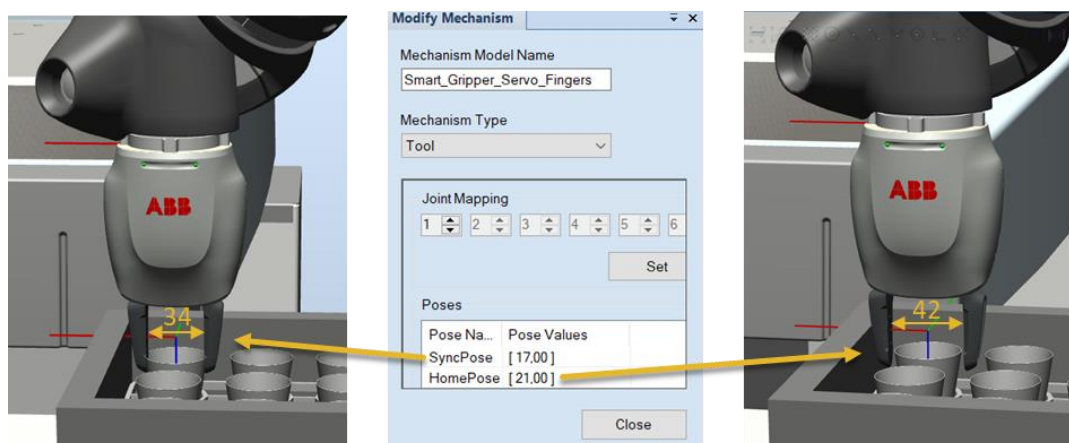 ABB
34
Modify Mechanism
Mechanism Model Name
Smart_Gripper_Servo_Fingers
Mechanism Type
Tool
Joint Mapping
1 2 3 4 5 6
Set
Poses
Pose Na... Pose Values
SyncPose [ 17,00 ]
HomePose [ 21,00 ]
Close
ABB
42